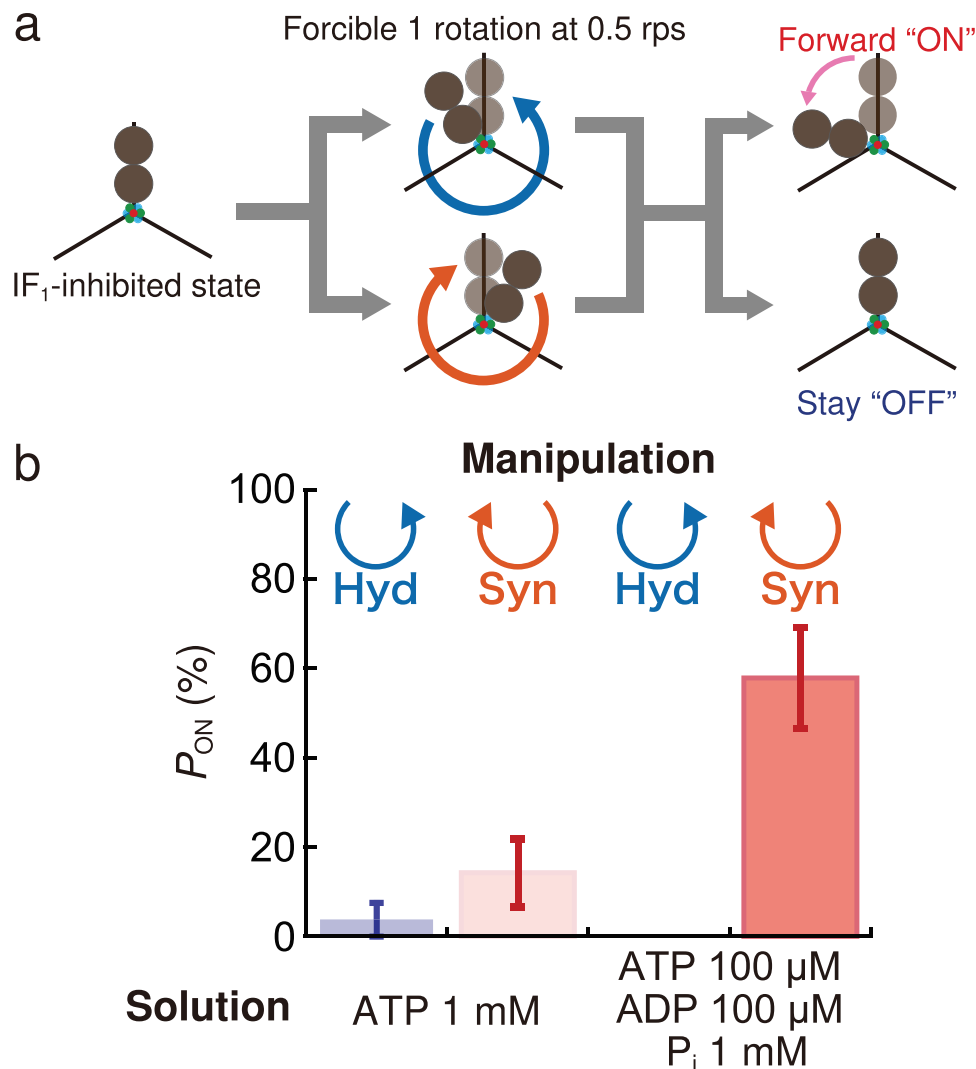 a
Forcible 1 rotation at 0.5 rps
Forward “ON”
IF₁-inhibited state
Stay “OFF”
b
Manipulation
100
80
60
40
20
0
P_ON (%)
Hyd
Syn
Hyd
Syn
Solution
ATP 1 mM
ATP 100 µM
ADP 100 µM
Pᵢ 1 mM